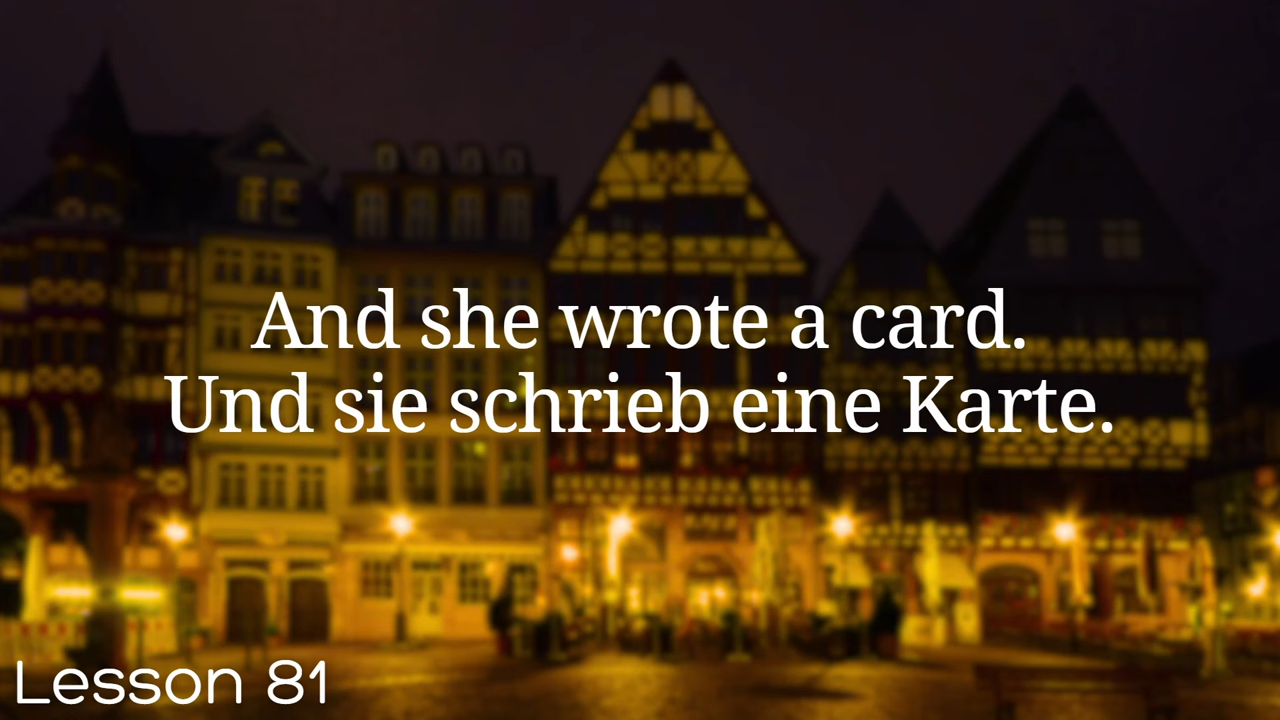 And she wrote a card.
Und sie schrieb eine Karte.
Lesson 81